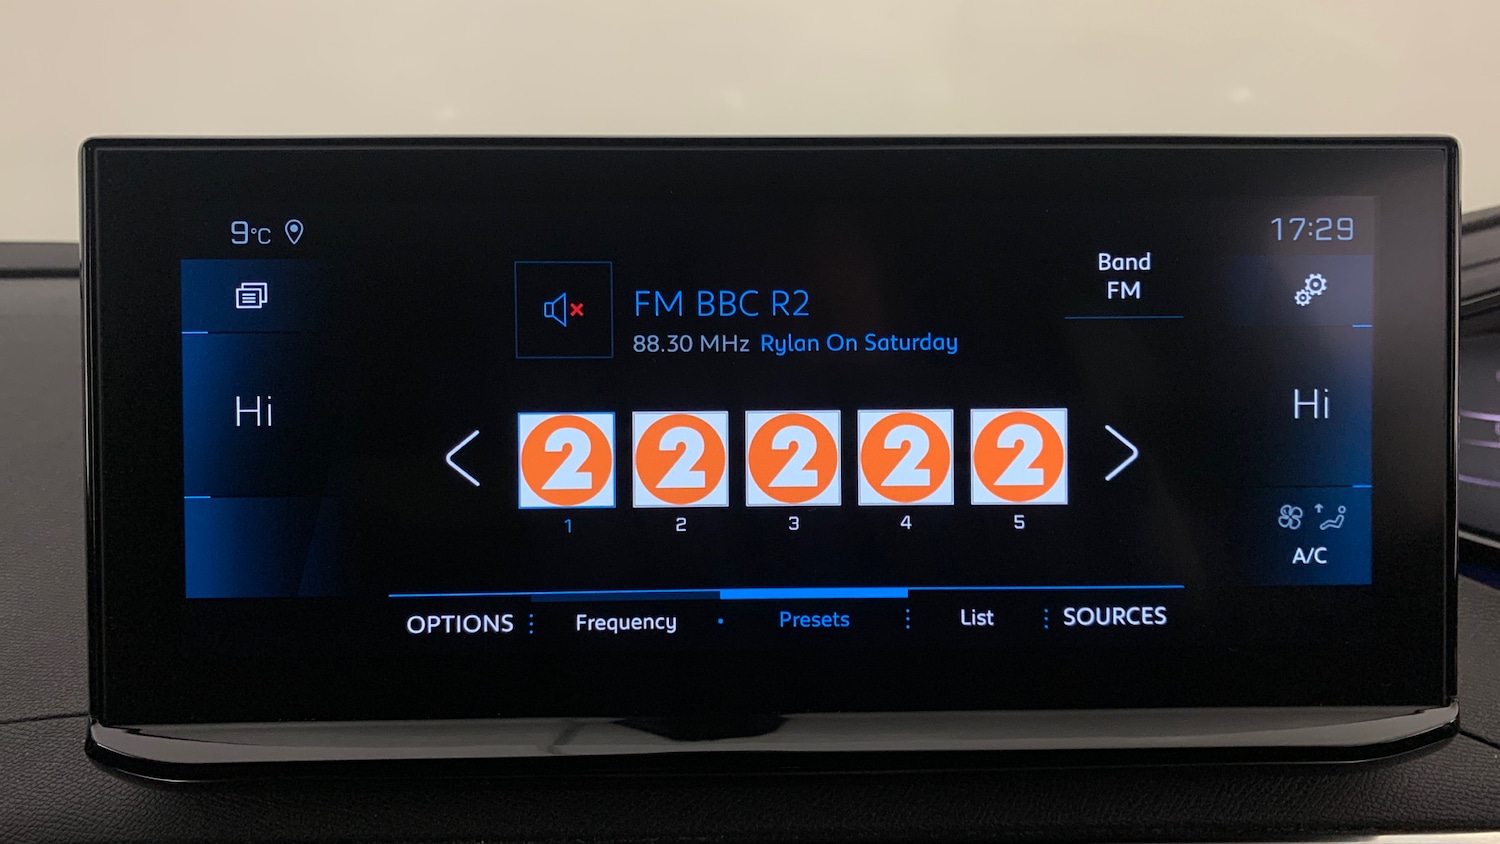 9°C
17:29
Band
FM
FM BBC R2
88.30 MHz Rylan On Saturday
Hi
Hi
2 2 2 2 2
1 2 3 4 5
A/C
OPTIONS Frequency Presets List SOURCES